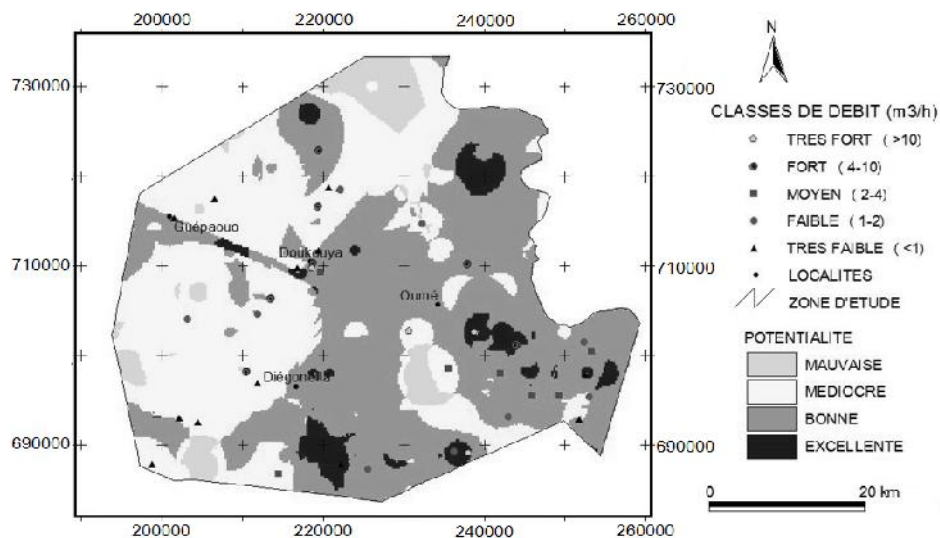 200000 220000 240000 260000
730000 730000
710000 710000
690000 690000
200000 220000 240000 260000
Guépaouo
Doukouya
Oumé
Diégonéfla
N
CLASSES DE DEBIT (m3/h)
TRES FORT ( >10)
FORT ( 4-10)
MOYEN ( 2-4)
FAIBLE ( 1-2)
TRES FAIBLE ( <1)
LOCALITES
ZONE D'ETUDE
POTENTIALITE
MAUVAISE
MEDIOCRE
BONNE
EXCELLENTE
0 20 km